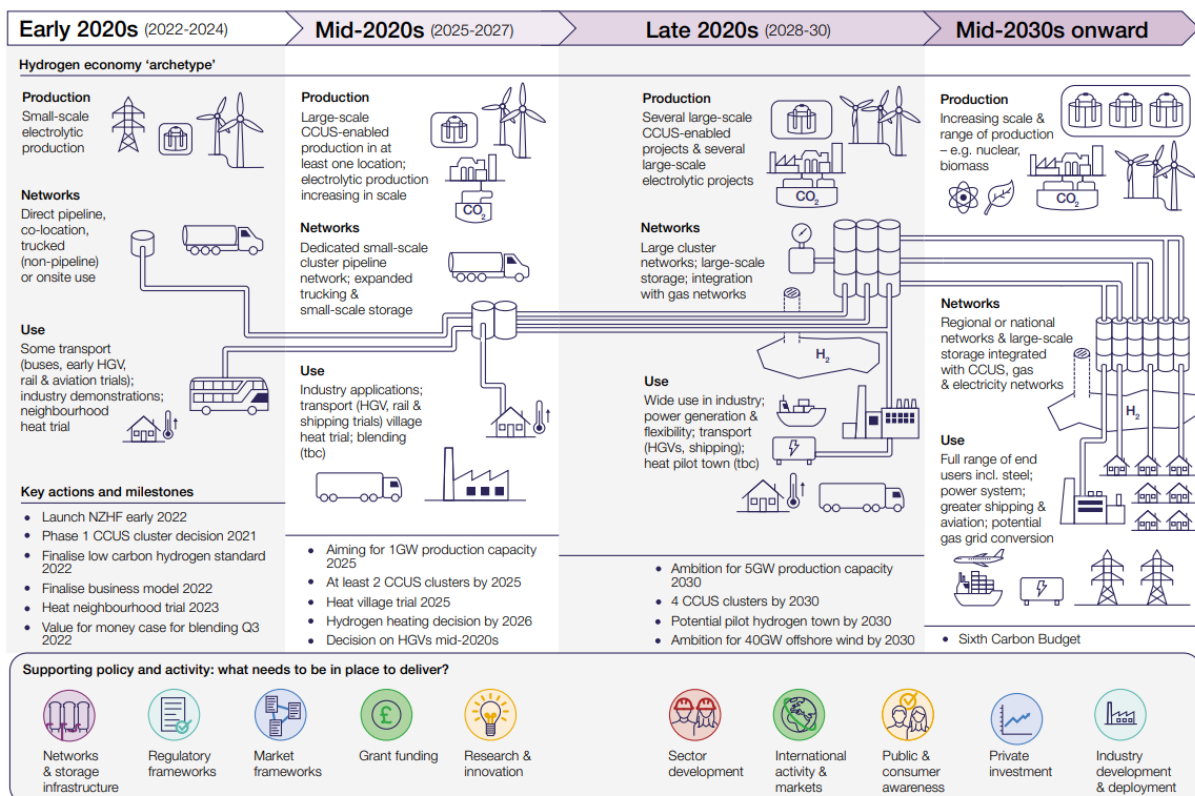 Early 2020s (2022-2024)
Mid-2020s (2025-2027)
Late 2020s (2028-30)
Mid-2030s onward
Hydrogen economy ‘archetype’
Production
Small-scale
electrolytic
production
Networks
Direct pipeline,
co-location,
trucked
(non-pipeline)
or onsite use
Use
Some transport
(buses, early HGV,
rail & aviation trials);
industry demonstrations;
neighbourhood
heat trial
Key actions and milestones
• Launch NZHF early 2022
• Phase 1 CCUS cluster decision 2021
• Finalise low carbon hydrogen standard
2022
• Finalise business model 2022
• Heat neighbourhood trial 2023
• Value for money case for blending Q3
2022
Production
Large-scale
CCUS-enabled
production in at
least one location;
electrolytic production
increasing in scale
CO2
Networks
Dedicated small-scale
cluster pipeline
network; expanded
trucking &
small-scale storage
Use
Industry applications;
transport (HGV, rail &
shipping trials) village
heat trial; blending
(tbc)
• Aiming for 1GW production capacity
2025
• At least 2 CCUS clusters by 2025
• Heat village trial 2025
• Hydrogen heating decision by 2026
• Decision on HGVs mid-2020s
Production
Several large-scale
CCUS-enabled
projects & several
large-scale
electrolytic projects
CO2
Networks
Large cluster
networks; large-scale
storage; integration
with gas networks
H2
Use
Wide use in industry;
power generation &
flexibility; transport
(HGVs, shipping);
heat pilot town (tbc)
• Ambition for 5GW production capacity
2030
• 4 CCUS clusters by 2030
• Potential pilot hydrogen town by 2030
• Ambition for 40GW offshore wind by 2030
Production
Increasing scale &
range of production
– e.g. nuclear,
biomass
CO2
Networks
Regional or national
networks & large-scale
storage integrated
with CCUS, gas
& electricity networks
H2
Use
Full range of end
users incl. steel;
power system;
greater shipping &
aviation; potential
gas grid conversion
• Sixth Carbon Budget
Supporting policy and activity: what needs to be in place to deliver?
£
Networks
& storage
infrastructure
Regulatory
frameworks
Market
frameworks
Grant funding
Research &
innovation
Sector
development
International
activity &
markets
Public &
consumer
awareness
Private
investment
Industry
development
& deployment